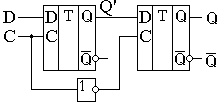 D D T Q Q' D T Q Q
C C Q̅ C Q̅ Q̅
1